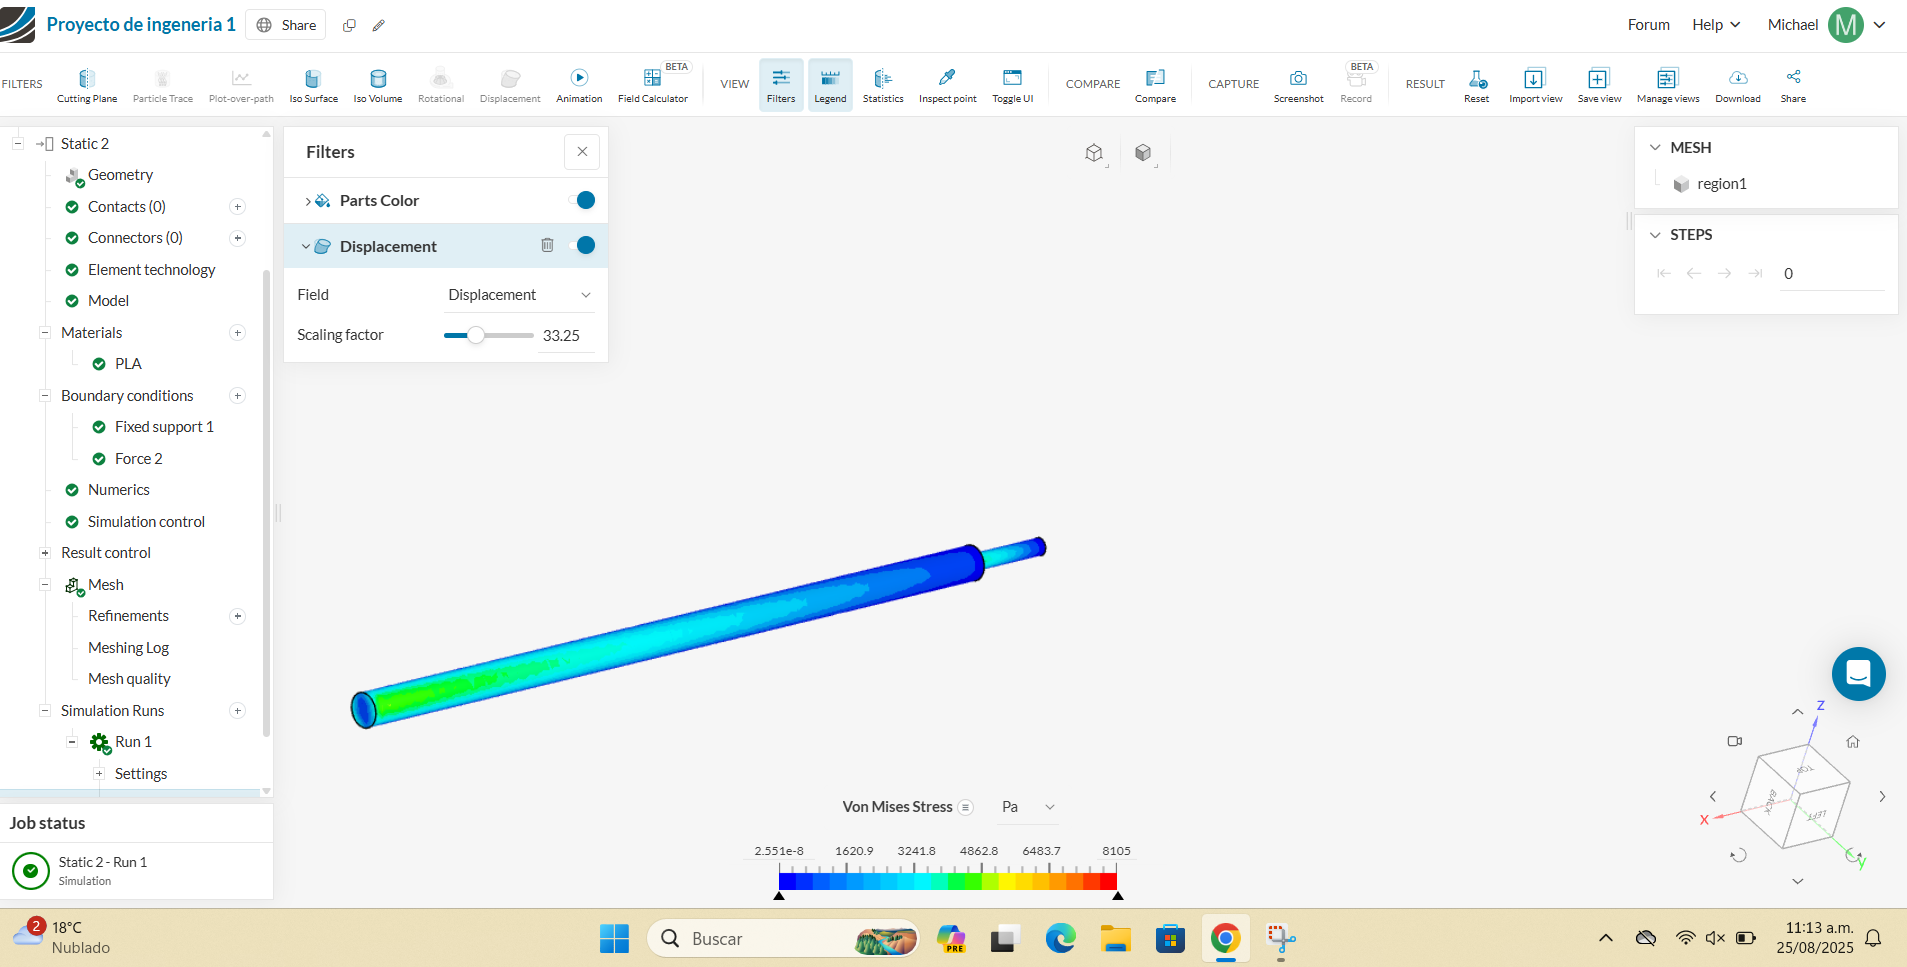 Proyecto de ingeneria 1
Share
Forum
Help
Michael
M
FILTERS
Cutting Plane
Particle Trace
Plot-over-path
Iso Surface
Iso Volume
Rotational
Displacement
Animation
BETA
Field Calculator
VIEW
Filters
Legend
Statistics
Inspect point
Toggle UI
COMPARE
Compare
CAPTURE
Screenshot
BETA
Record
RESULT
Reset
Import view
Save view
Manage views
Download
Share
Static 2
Geometry
Contacts (0)
Connectors (0)
Element technology
Model
Materials
PLA
Boundary conditions
Fixed support 1
Force 2
Numerics
Simulation control
Result control
Mesh
Refinements
Meshing Log
Mesh quality
Simulation Runs
Run 1
Settings
Job status
Static 2 - Run 1
Simulation
Filters
Parts Color
Displacement
Field
Displacement
Scaling factor
33.25
MESH
region1
STEPS
0
Von Mises Stress
Pa
2.551e-8
1620.9
3241.8
4862.8
6483.7
8105
Z
TOP
BACK
LEFT
X
y
2
18°C
Nublado
Buscar
PRE
11:13 a.m.
25/08/2025